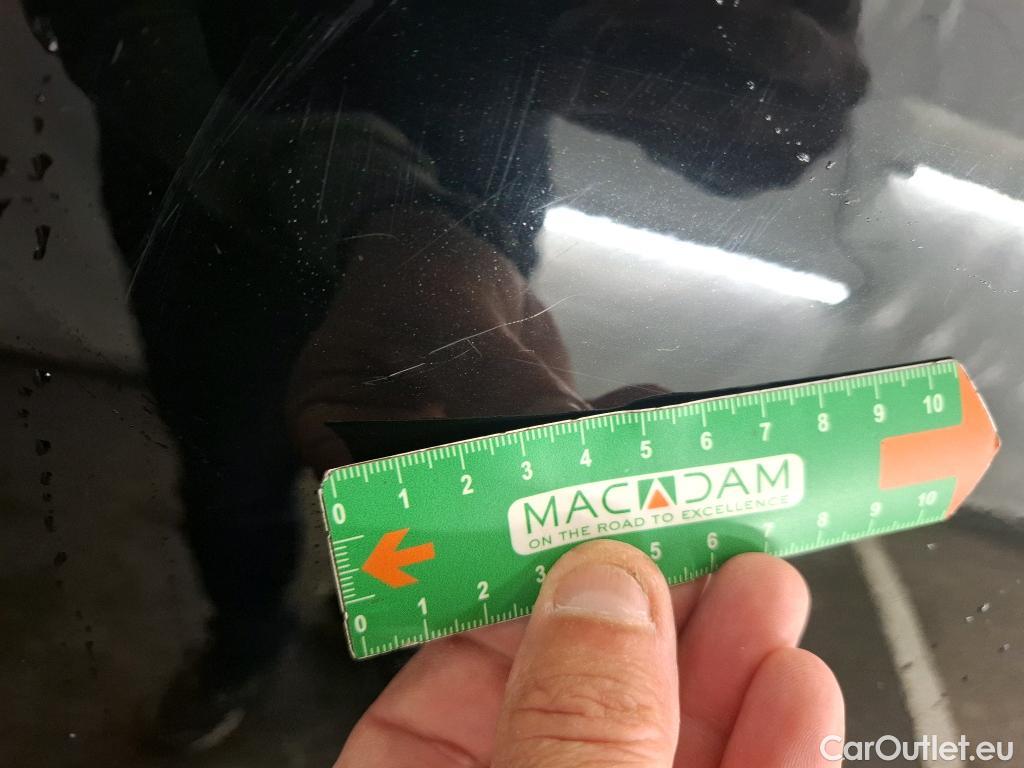 0 1 2 3 4 5 6 7 8 9 10
MACADAM
ON THE ROAD TO EXCELLENCE
0 1 2 3 5 6 7 8 9 10
CarOutlet.eu